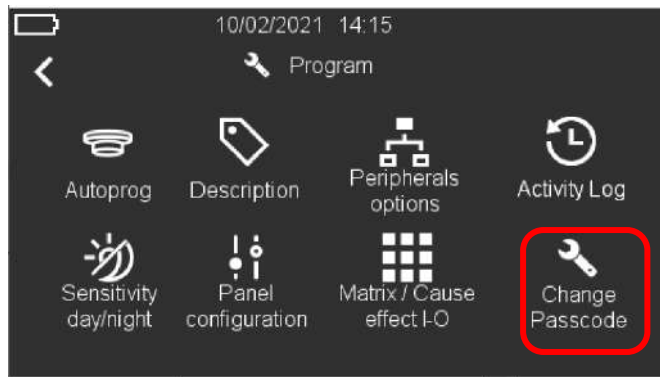 10/02/2021 14:15
Program
Autoprog
Description
Peripherals
options
Activity Log
Sensitivity
day/night
Panel
configuration
Matrix / Cause
effect I-O
Change
Passcode